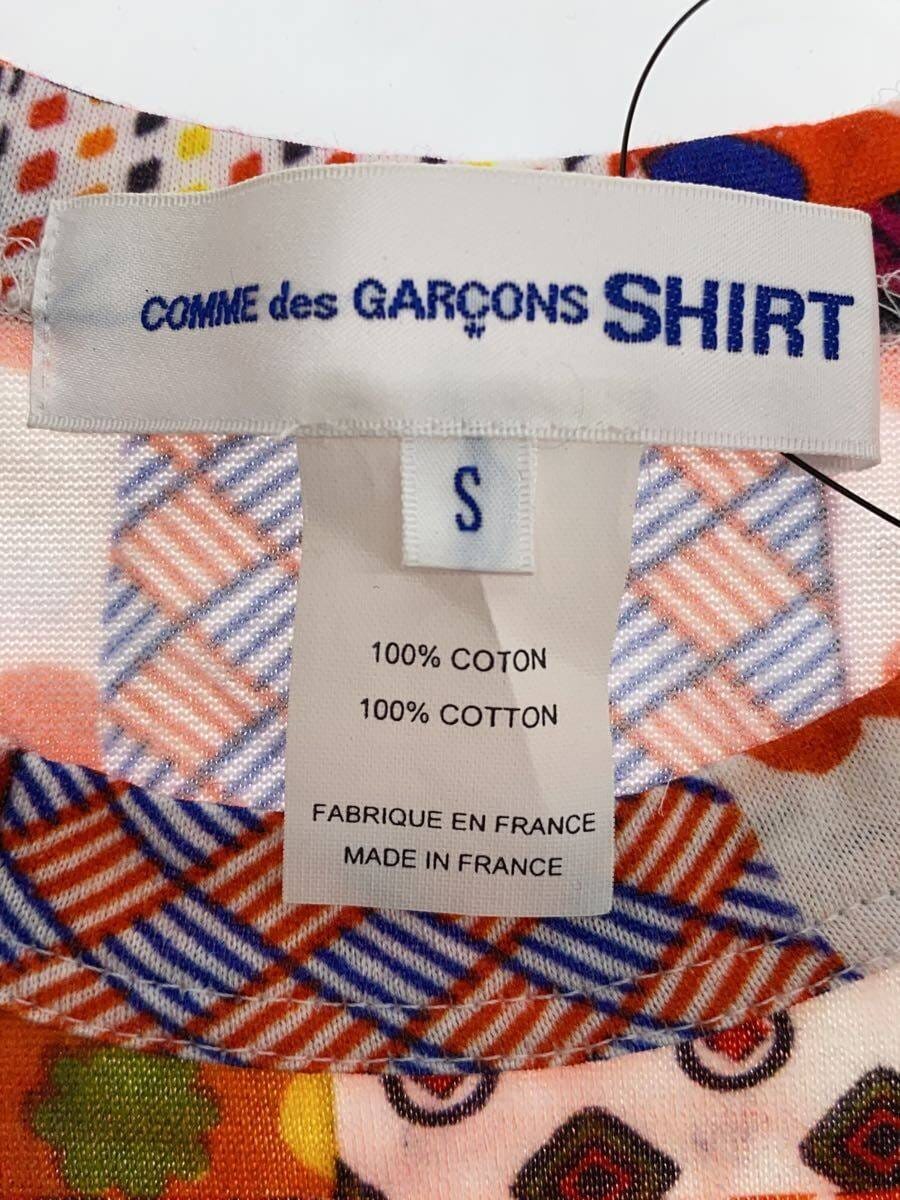 COMME des GARÇONS SHIRT
S
100% COTON
100% COTTON
FABRIQUE EN FRANCE
MADE IN FRANCE